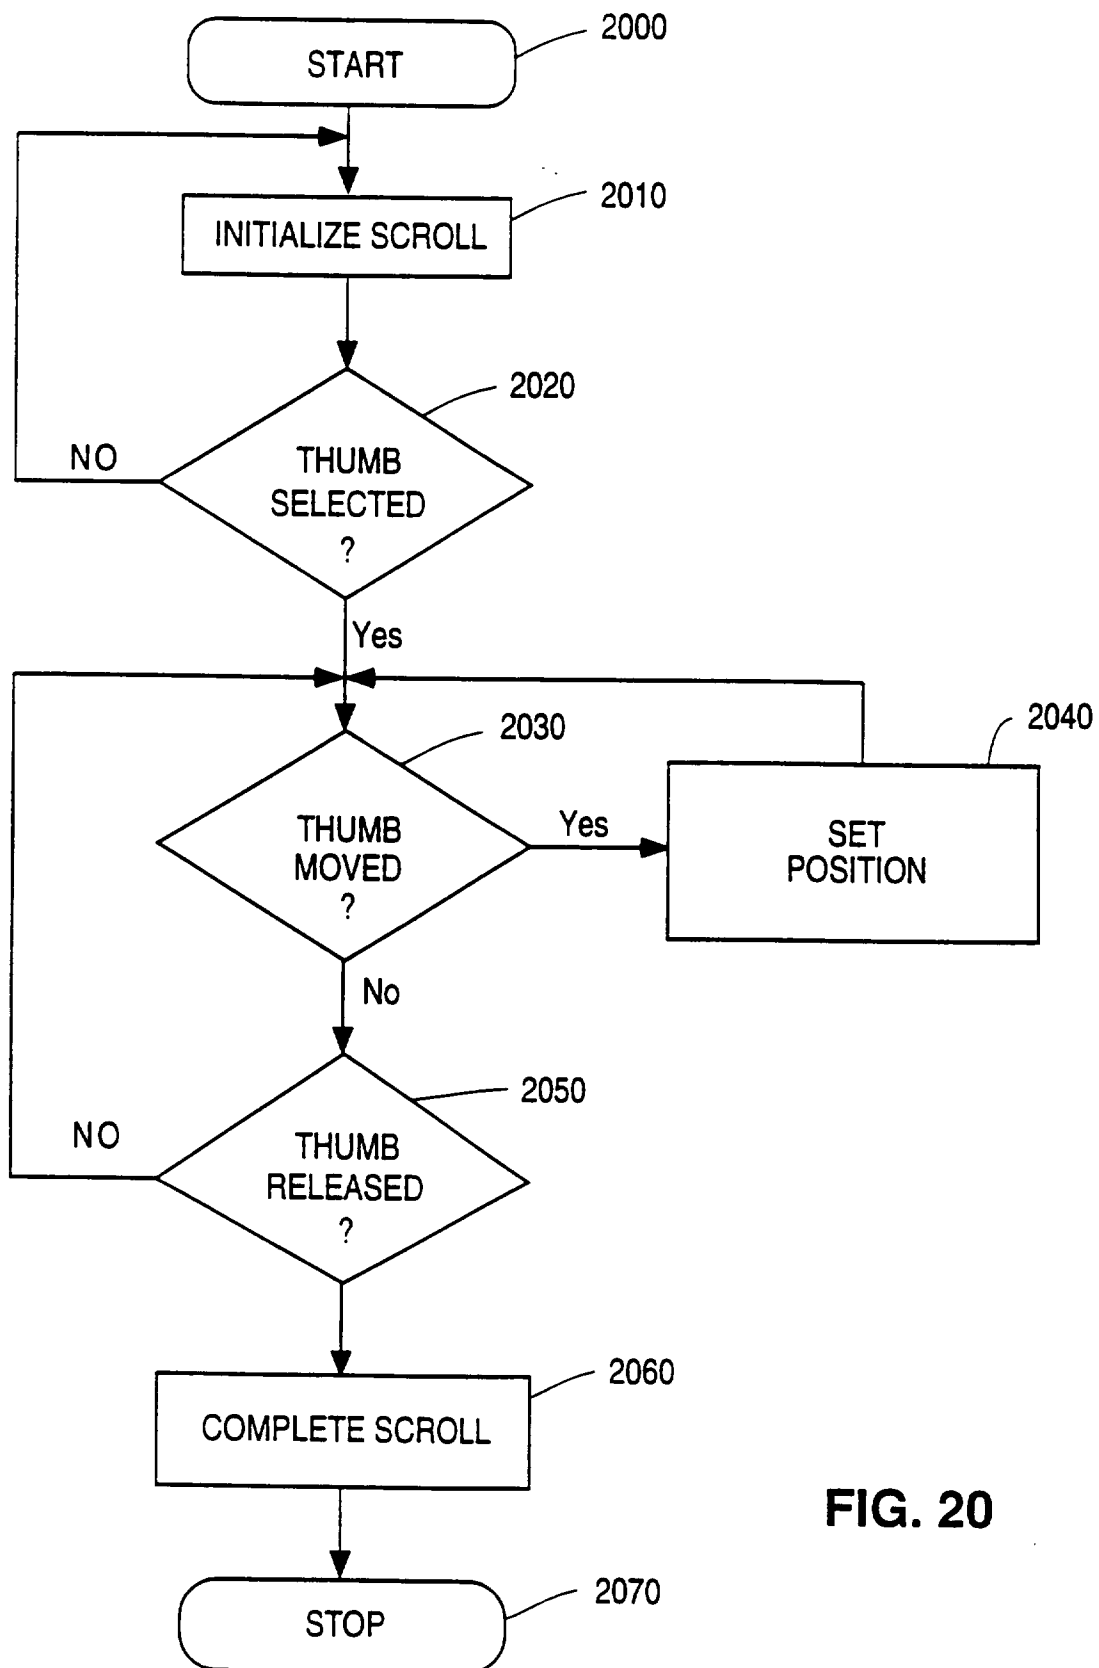 2000
START
2010
INITIALIZE SCROLL
2020
NO
THUMB
SELECTED
?
Yes
2030
2040
THUMB
MOVED
?
Yes
SET
POSITION
No
2050
NO
THUMB
RELEASED
?
2060
COMPLETE SCROLL
FIG. 20
2070
STOP